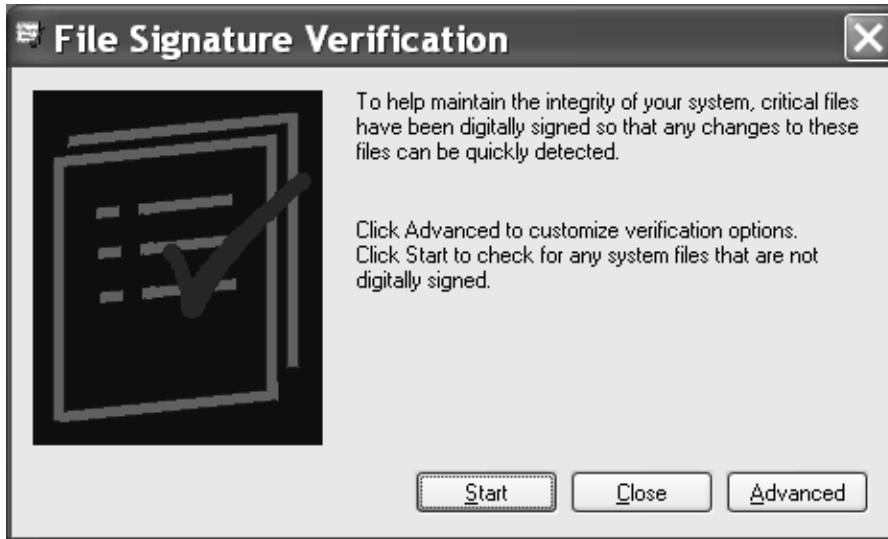 File Signature Verification
To help maintain the integrity of your system, critical files
have been digitally signed so that any changes to these
files can be quickly detected.
Click Advanced to customize verification options.
Click Start to check for any system files that are not
digitally signed.
Start Close Advanced